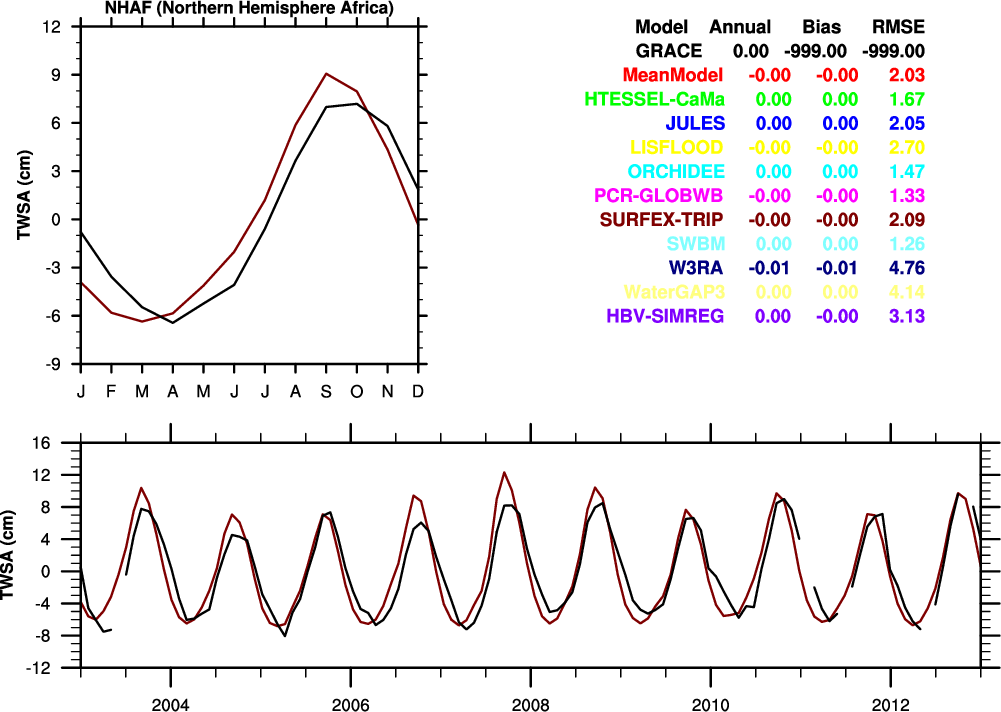 NHAF (Northern Hemisphere Africa)
12
9
6
3
0
-3
-6
-9
TWSA (cm)
J F M A M J J A S O N D
Model Annual Bias RMSE
GRACE 0.00 -999.00 -999.00
MeanModel -0.00 -0.00 2.03
HTESSEL-CaMa 0.00 0.00 1.67
JULES 0.00 0.00 2.05
LISFLOOD -0.00 -0.00 2.70
ORCHIDEE 0.00 0.00 1.47
PCR-GLOBWB -0.00 -0.00 1.33
SURFEX-TRIP -0.00 -0.00 2.09
SWBM 0.00 0.00 1.26
W3RA -0.01 -0.01 4.76
WaterGAP3 0.00 0.00 4.14
HBV-SIMREG 0.00 -0.00 3.13
16
12
8
4
0
-4
-8
-12
TWSA (cm)
2004 2006 2008 2010 2012